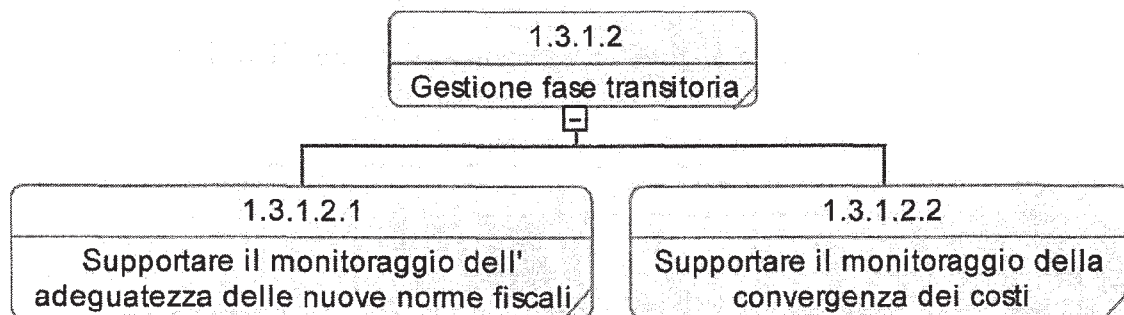 1.3.1.2
Gestione fase transitoria
1.3.1.2.1
Supportare il monitoraggio dell'
adeguatezza delle nuove norme fiscali
1.3.1.2.2
Supportare il monitoraggio della
convergenza dei costi